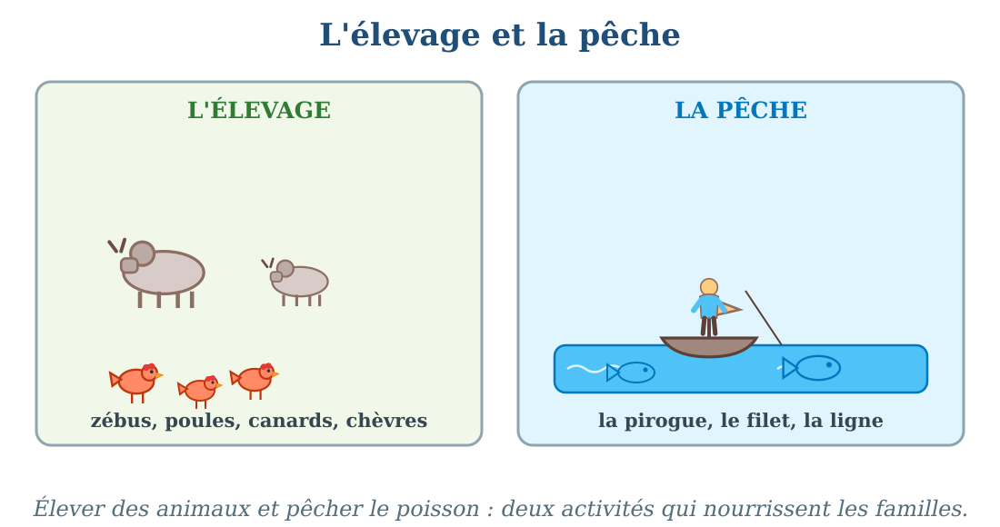 L'élevage et la pêche
L'ÉLEVAGE
zébus, poules, canards, chèvres
LA PÊCHE
la pirogue, le filet, la ligne
Élever des animaux et pêcher le poisson : deux activités qui nourrissent les familles.